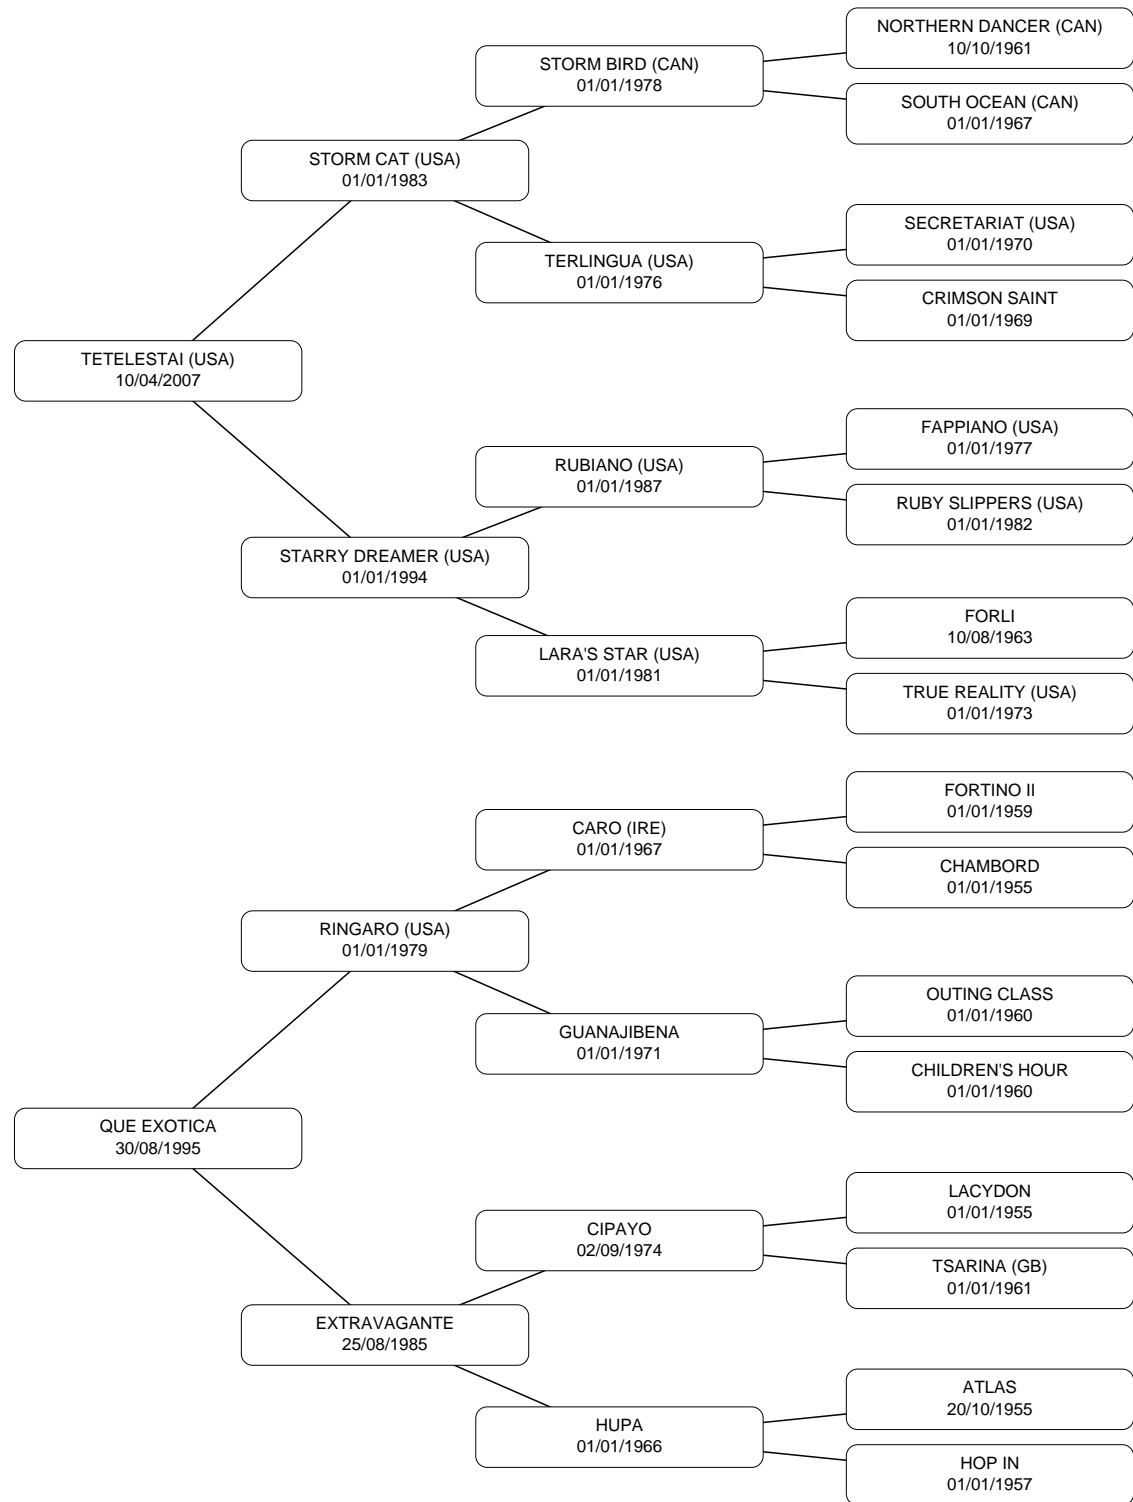 NORTHERN DANCER (CAN)
10/10/1961
STORM BIRD (CAN)
01/01/1978
SOUTH OCEAN (CAN)
01/01/1967
STORM CAT (USA)
01/01/1983
SECRETARIAT (USA)
01/01/1970
TERLINGUA (USA)
01/01/1976
CRIMSON SAINT
01/01/1969
TETELESTAI (USA)
10/04/2007
FAPPIANO (USA)
01/01/1977
RUBIANO (USA)
01/01/1987
RUBY SLIPPERS (USA)
01/01/1982
STARRY DREAMER (USA)
01/01/1994
FORLI
10/08/1963
LARA'S STAR (USA)
01/01/1981
TRUE REALITY (USA)
01/01/1973
FORTINO II
01/01/1959
CARO (IRE)
01/01/1967
CHAMBORD
01/01/1955
RINGARO (USA)
01/01/1979
OUTING CLASS
01/01/1960
GUANAJIBENA
01/01/1971
CHILDREN'S HOUR
01/01/1960
QUE EXOTICA
30/08/1995
LACYDON
01/01/1955
CIPAYO
02/09/1974
TSARINA (GB)
01/01/1961
EXTRAVAGANTE
25/08/1985
ATLAS
20/10/1955
HUPA
01/01/1966
HOP IN
01/01/1957